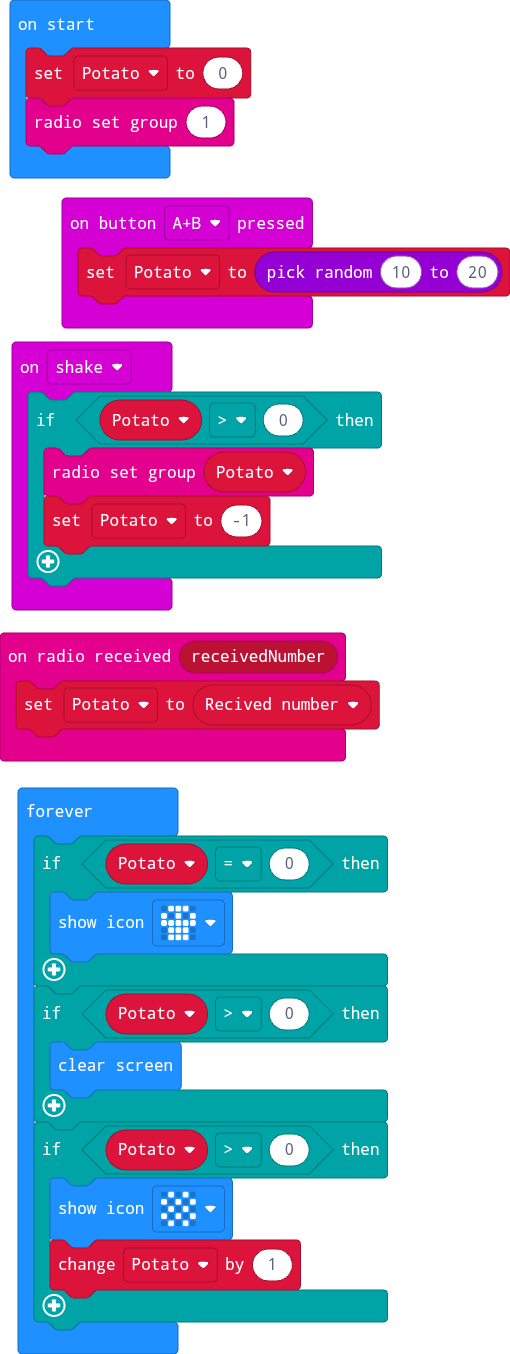 on start
set Potato to 0
radio set group 1
on button A+B pressed
set Potato to pick random 10 to 20
on shake
if Potato > 0 then
radio set group Potato
set Potato to -1
on radio received receivedNumber
set Potato to Recived number
forever
if Potato = 0 then
show icon
if Potato > 0 then
clear screen
if Potato > 0 then
show icon
change Potato by 1